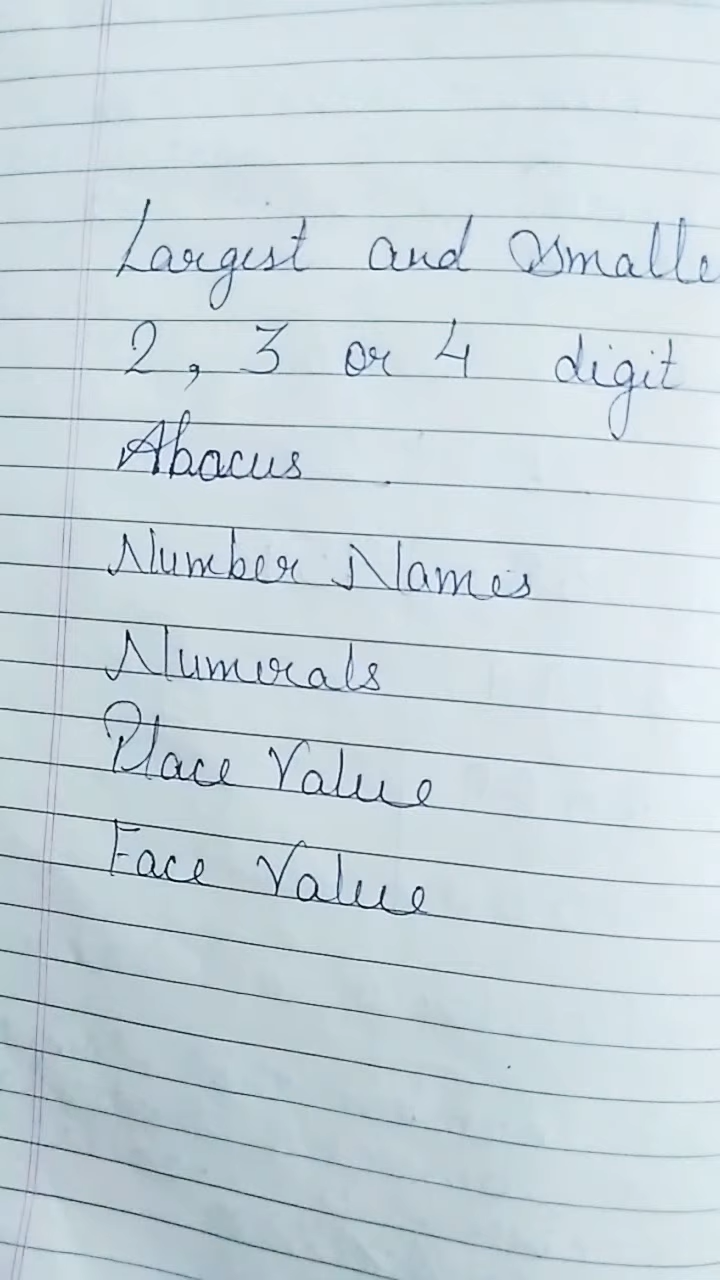 Largest and Smalle
2, 3 or 4 digit
Abacus
Number Names
Numerals
Place Value
Face Value